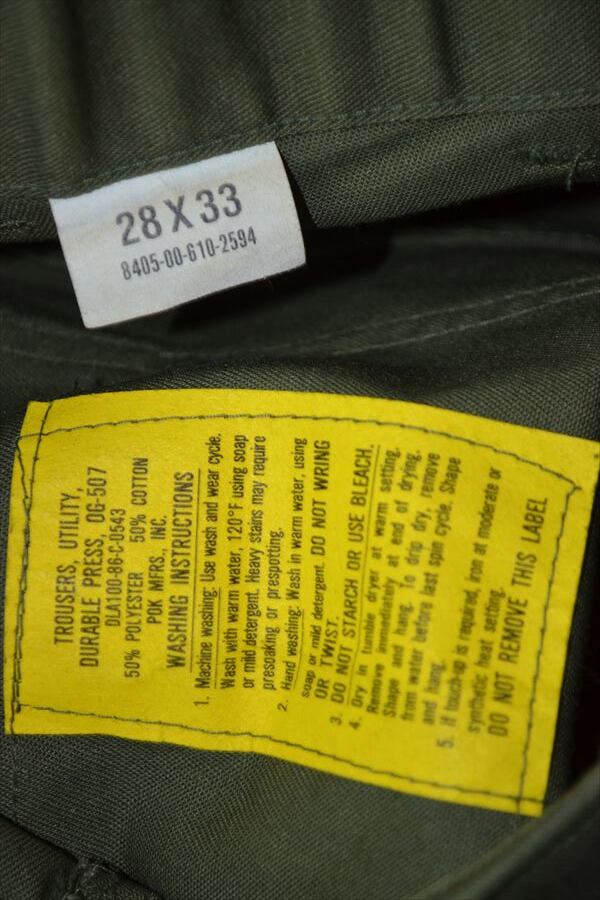 28 X 33
8405-00-610-2594
TROUSERS, UTILITY,
DURABLE PRESS, OG-507
DLA100-86-C-0543
50% POLYESTER 50% COTTON
PDK MFRS., INC.
WASHING INSTRUCTIONS
1. Machine washing: Use wash and wear cycle.
Wash with warm water, 120°F using soap
or mild detergent. Heavy stains may require
presoaking or prespotting.
2. Hand washing: Wash in warm water, using
soap or mild detergent. DO NOT WRING
OR TWIST.
3. DO NOT STARCH OR USE BLEACH.
4. Dry in tumble dryer at warm setting.
Remove immediately at end of drying.
Shape and hang. To drip dry, remove
from water before last spin cycle. Shape
and hang.
5. If touch-up is required, iron at moderate or
synthetic heat setting.
DO NOT REMOVE THIS LABEL